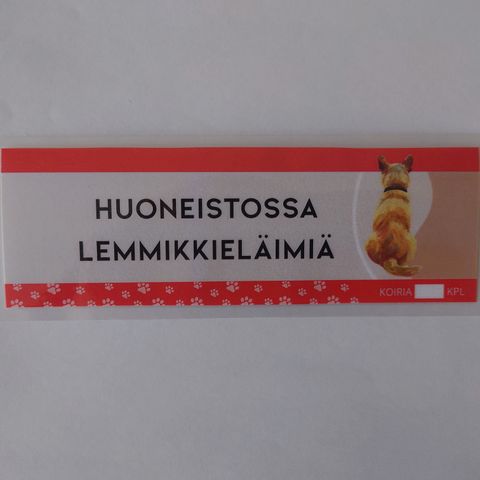 HUONEISTOSSA
LEMMIKKIELÄIMIÄ
KOIRIA KPL